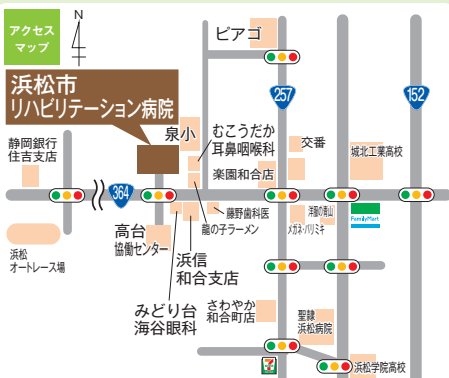 アクセス
マップ
N
ピアゴ
浜松市
リハビリテーション病院
257
152
静岡銀行
住吉支店
泉小
むこうだか
耳鼻咽喉科
楽園和合店
交番
城北工業高校
364
藤野歯科医
龍の子ラーメン
洋服の青山
メガネ・パリミキ
FamilyMart
高台
協働センター
浜松
オートレース場
浜信
和合支店
みどり台
海谷眼科
さわやか
和合町店
聖隷
浜松病院
7
浜松学院高校